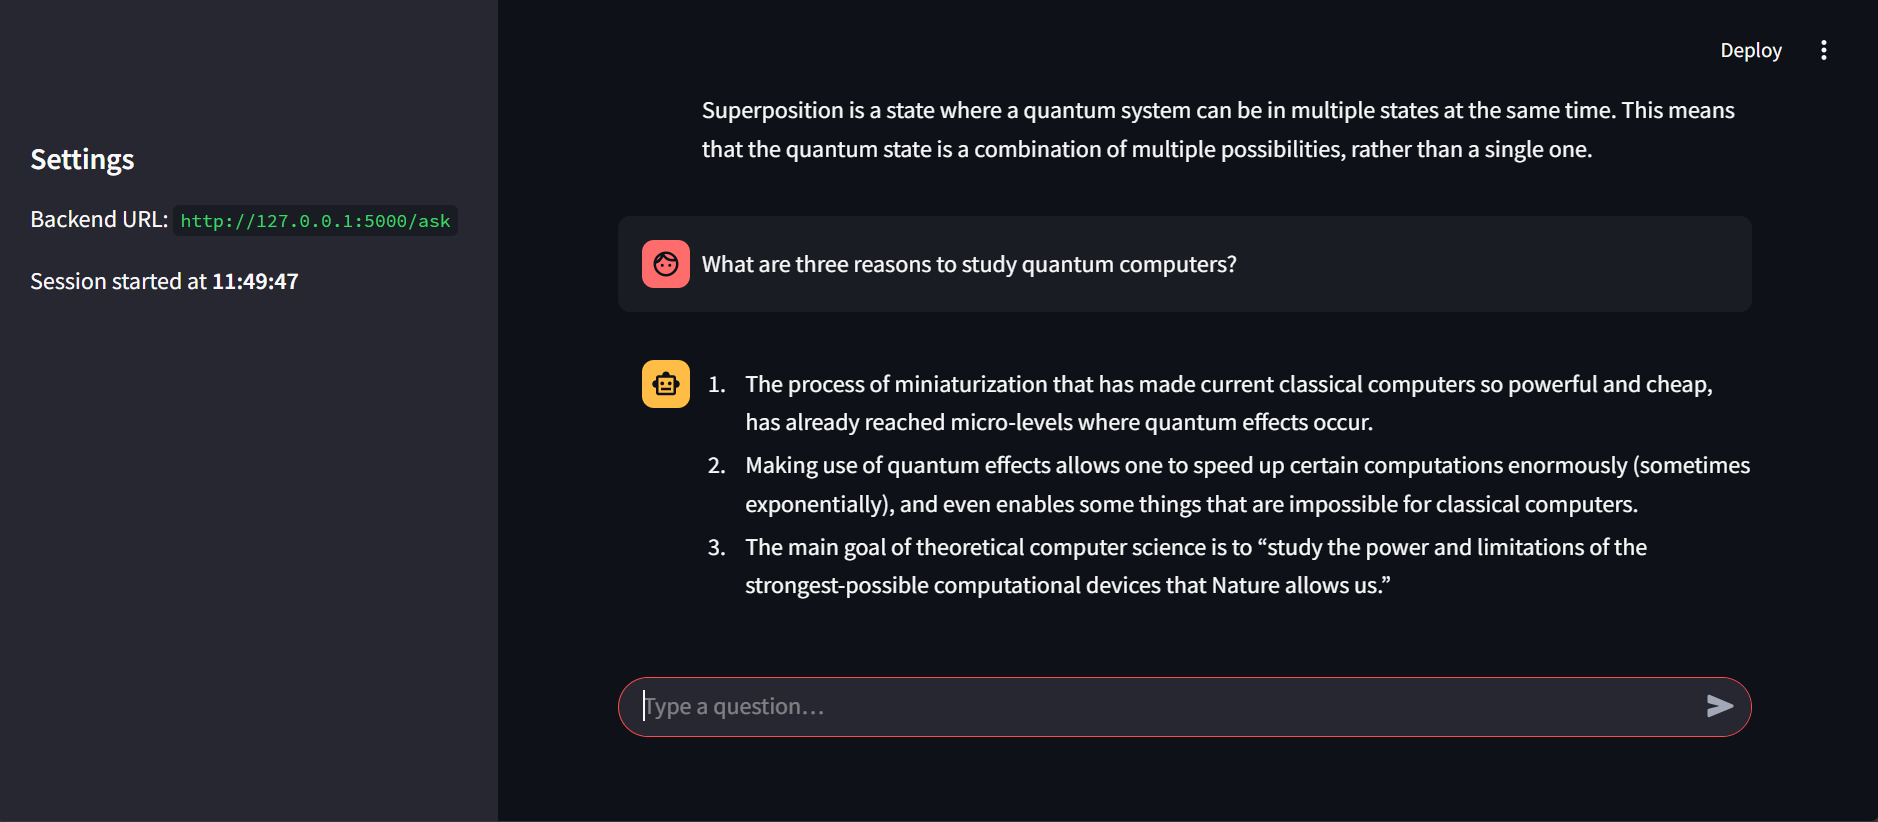 Deploy
Settings
Backend URL: http://127.0.0.1:5000/ask
Session started at 11:49:47
Superposition is a state where a quantum system can be in multiple states at the same time. This means
that the quantum state is a combination of multiple possibilities, rather than a single one.
What are three reasons to study quantum computers?
1. The process of miniaturization that has made current classical computers so powerful and cheap,
has already reached micro-levels where quantum effects occur.
2. Making use of quantum effects allows one to speed up certain computations enormously (sometimes
exponentially), and even enables some things that are impossible for classical computers.
3. The main goal of theoretical computer science is to “study the power and limitations of the
strongest-possible computational devices that Nature allows us.”
Type a question…